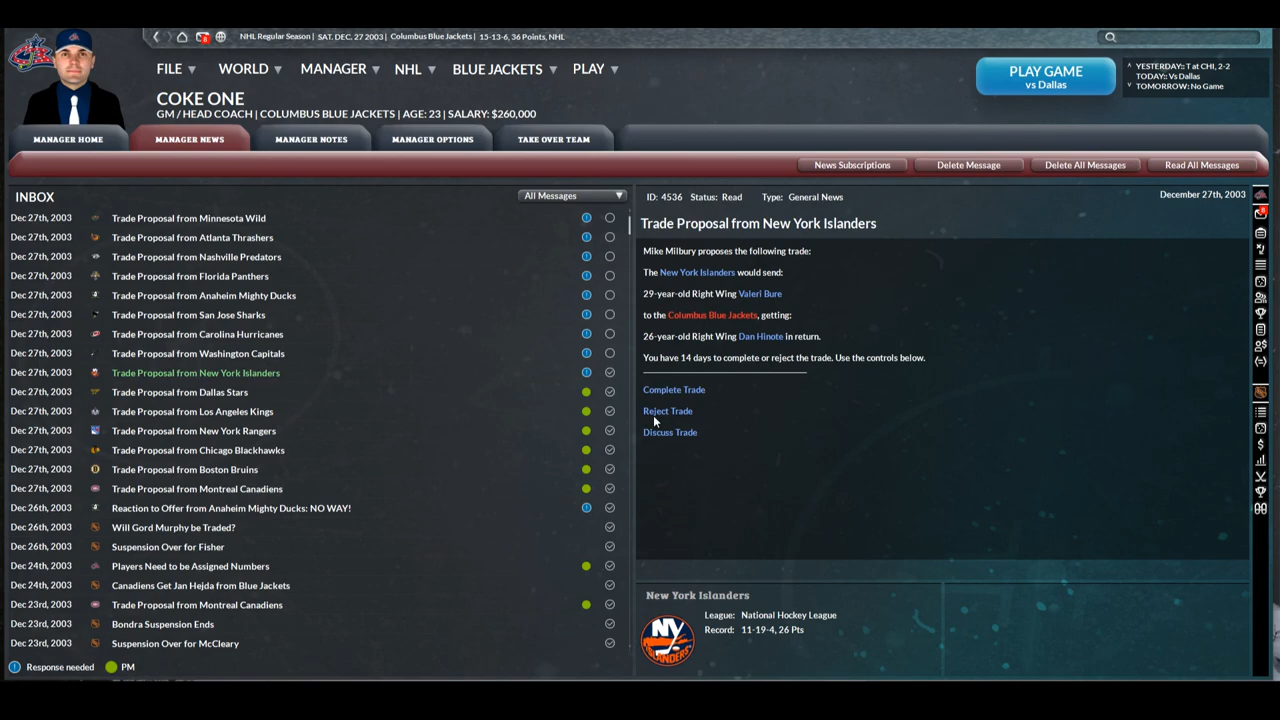 NHL Regular Season | SAT. DEC. 27 2003 | Columbus Blue Jackets | 15-13-6, 36 Points, NHL
FILE WORLD MANAGER NHL BLUE JACKETS PLAY
PLAY GAME
vs Dallas
YESTERDAY:: T at CHI, 2-2
TODAY:: Vs Dallas
TOMORROW: No Game
COKE ONE
GM / HEAD COACH | COLUMBUS BLUE JACKETS | AGE: 23 | SALARY: $260,000
MANAGER HOME MANAGER NEWS MANAGER NOTES MANAGER OPTIONS TAKE OVER TEAM
News Subscriptions Delete Message Delete All Messages Read All Messages
INBOX All Messages
Dec 27th, 2003 Trade Proposal from Minnesota Wild
Dec 27th, 2003 Trade Proposal from Atlanta Thrashers
Dec 27th, 2003 Trade Proposal from Nashville Predators
Dec 27th, 2003 Trade Proposal from Florida Panthers
Dec 27th, 2003 Trade Proposal from Anaheim Mighty Ducks
Dec 27th, 2003 Trade Proposal from San Jose Sharks
Dec 27th, 2003 Trade Proposal from Carolina Hurricanes
Dec 27th, 2003 Trade Proposal from Washington Capitals
Dec 27th, 2003 Trade Proposal from New York Islanders
Dec 27th, 2003 Trade Proposal from Dallas Stars
Dec 27th, 2003 Trade Proposal from Los Angeles Kings
Dec 27th, 2003 Trade Proposal from New York Rangers
Dec 27th, 2003 Trade Proposal from Chicago Blackhawks
Dec 27th, 2003 Trade Proposal from Boston Bruins
Dec 27th, 2003 Trade Proposal from Montreal Canadiens
Dec 26th, 2003 Reaction to Offer from Anaheim Mighty Ducks: NO WAY!
Dec 26th, 2003 Will Gord Murphy be Traded?
Dec 26th, 2003 Suspension Over for Fisher
Dec 24th, 2003 Players Need to be Assigned Numbers
Dec 24th, 2003 Canadiens Get Jan Hejda from Blue Jackets
Dec 23rd, 2003 Trade Proposal from Montreal Canadiens
Dec 23rd, 2003 Bondra Suspension Ends
Dec 23rd, 2003 Suspension Over for McCleary
Response needed PM
ID: 4536 Status: Read Type: General News December 27th, 2003
Trade Proposal from New York Islanders
Mike Milbury proposes the following trade:
The New York Islanders would send:
29-year-old Right Wing Valeri Bure
to the Columbus Blue Jackets, getting:
26-year-old Right Wing Dan Hinote in return.
You have 14 days to complete or reject the trade. Use the controls below.
Complete Trade
Reject Trade
Discuss Trade
New York Islanders
League: National Hockey League
Record: 11-19-4, 26 Pts
NY
ISLANDERS